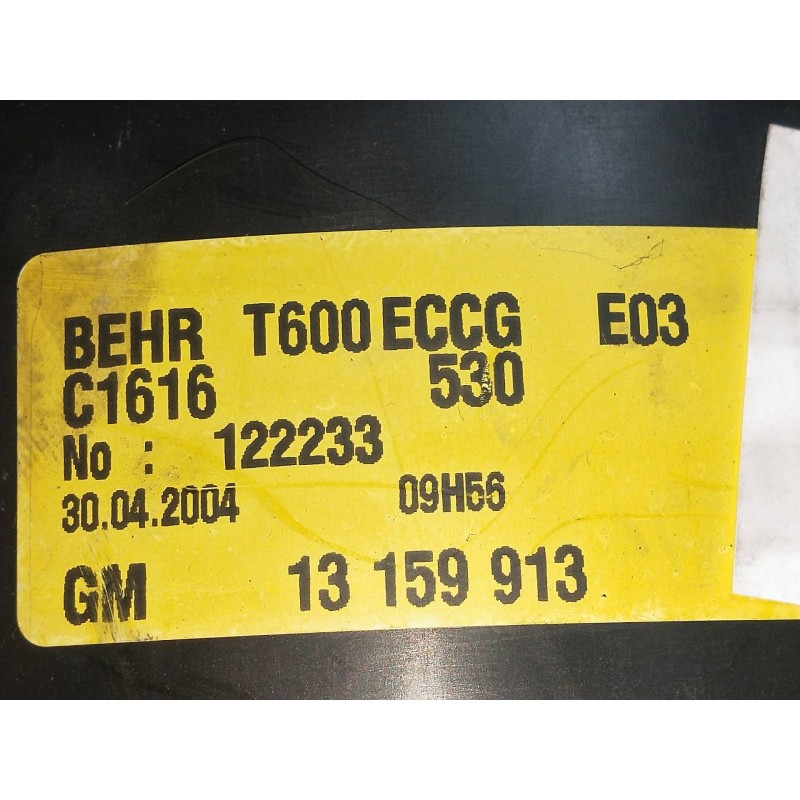 BEHR T600 ECCG E03
C1616 530
No : 122233
30.04.2004 09H56
GM 13 159 913